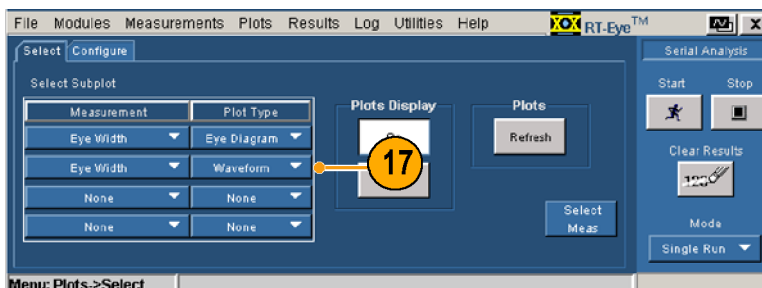 File Modules Measurements Plots Results Log Utilities Help RT-Eye™ X
Select Configure
Serial Analysis
Select Subplot
Measurement Plot Type
Eye Width Eye Diagram
Eye Width Waveform
None None
None None
Plots Display
17
Plots
Refresh
Select
Meas
Start Stop
Clear Results
123
Mode
Single Run
Menu: Plots->Select